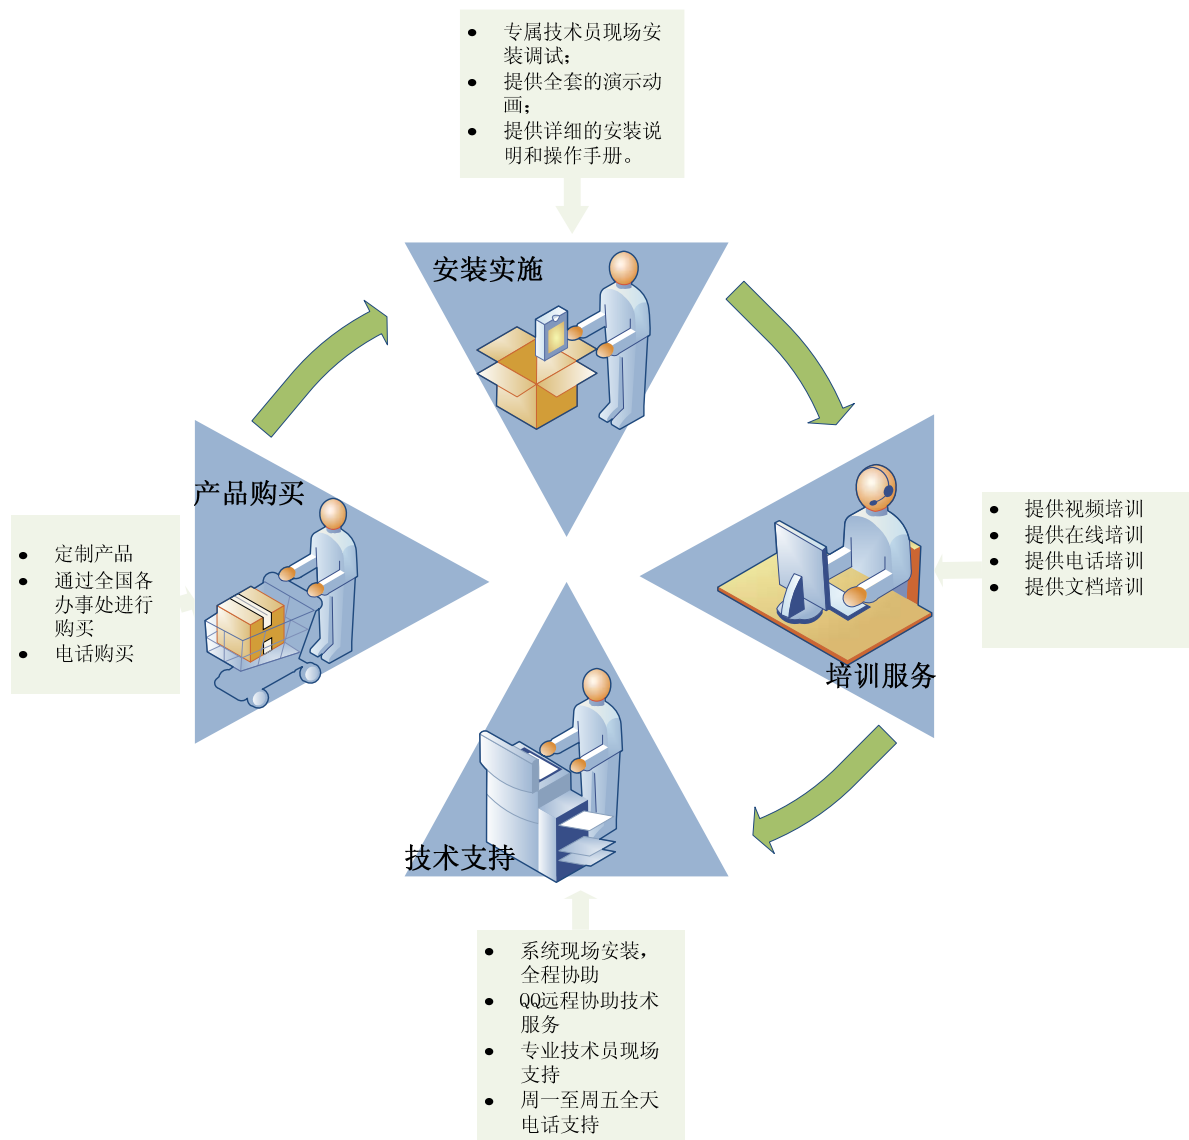 专属技术员现场安
装调试；
提供全套的演示动
画；
提供详细的安装说
明和操作手册。
安装实施
产品购买
定制产品
通过全国各
办事处进行
购买
电话购买
提供视频培训
提供在线培训
提供电话培训
提供文档培训
培训服务
技术支持
系统现场安装，
全程协助
QQ远程协助技术
服务
专业技术员现场
支持
周一至周五全天
电话支持